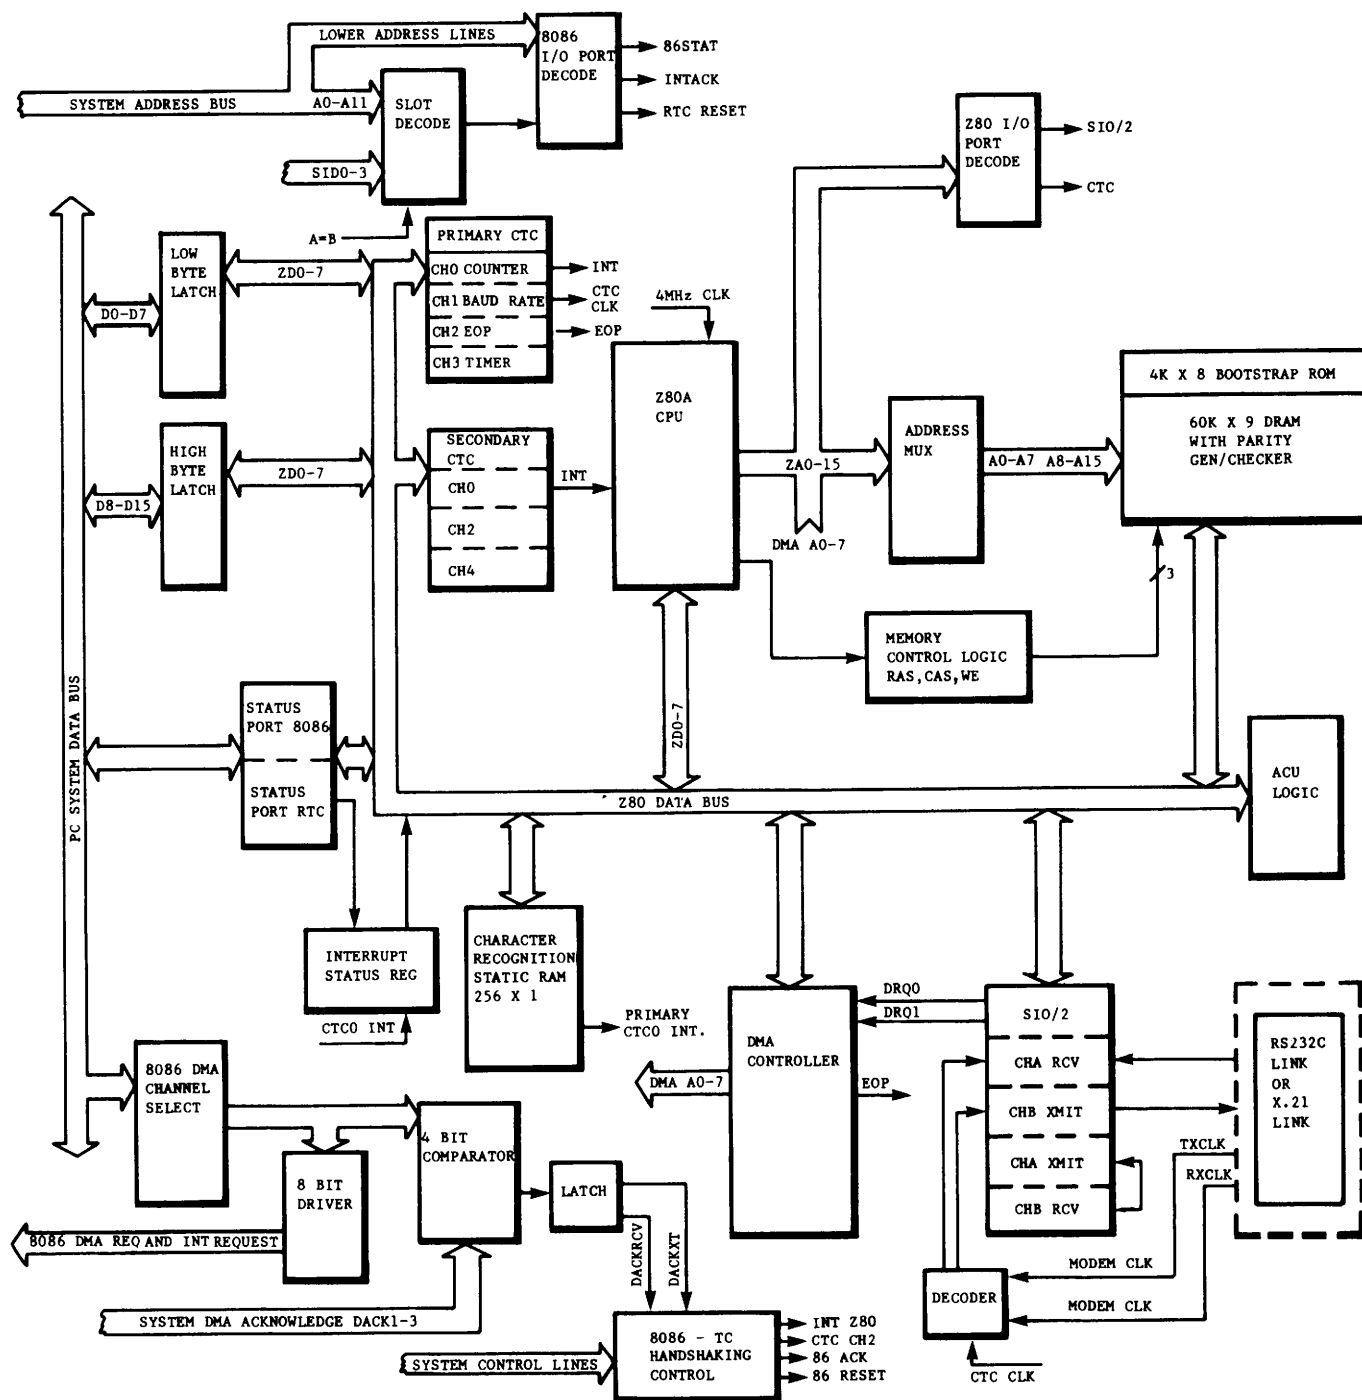 LOWER ADDRESS LINES
8086
I/O PORT
DECODE
86STAT
INTACK
RTC RESET
SYSTEM ADDRESS BUS
A0-A11
SLOT
DECODE
SID0-3
A=B
Z80 I/O
PORT
DECODE
SIO/2
CTC
LOW
BYTE
LATCH
ZD0-7
D0-D7
PRIMARY CTC
CH0 COUNTER
INT
CH1 BAUD RATE
CTC
CLK
CH2 EOP
EOP
CH3 TIMER
4MHz CLK
Z80A
CPU
HIGH
BYTE
LATCH
ZD0-7
D8-D15
SECONDARY
CTC
CH0
CH2
CH4
INT
ZA0-15
DMA A0-7
ADDRESS
MUX
A0-A7 A8-A15
4K X 8 BOOTSTRAP ROM
60K X 9 DRAM
WITH PARITY
GEN/CHECKER
3
MEMORY
CONTROL LOGIC
RAS,CAS,WE
PC SYSTEM DATA BUS
STATUS
PORT 8086
STATUS
PORT RTC
ZD0-7
Z80 DATA BUS
ACU
LOGIC
INTERRUPT
STATUS REG
CTC0 INT
CHARACTER
RECOGNITION
STATIC RAM
256 X 1
PRIMARY
CTC0 INT.
DMA
CONTROLLER
DMA A0-7
EOP
DRQ0
DRQ1
SIO/2
CHA RCV
CHB XMIT
CHA XMIT
CHB RCV
RS232C
LINK
OR
X.21
LINK
TXCLK
RXCLK
MODEM CLK
MODEM CLK
DECODER
CTC CLK
8086 DMA
CHANNEL
SELECT
4 BIT
COMPARATOR
8 BIT
DRIVER
8086 DMA REQ AND INT REQUEST
LATCH
DACKRCV
DACKXT
SYSTEM DMA ACKNOWLEDGE DACK1-3
SYSTEM CONTROL LINES
8086 - TC
HANDSHAKING
CONTROL
INT Z80
CTC CH2
86 ACK
86 RESET